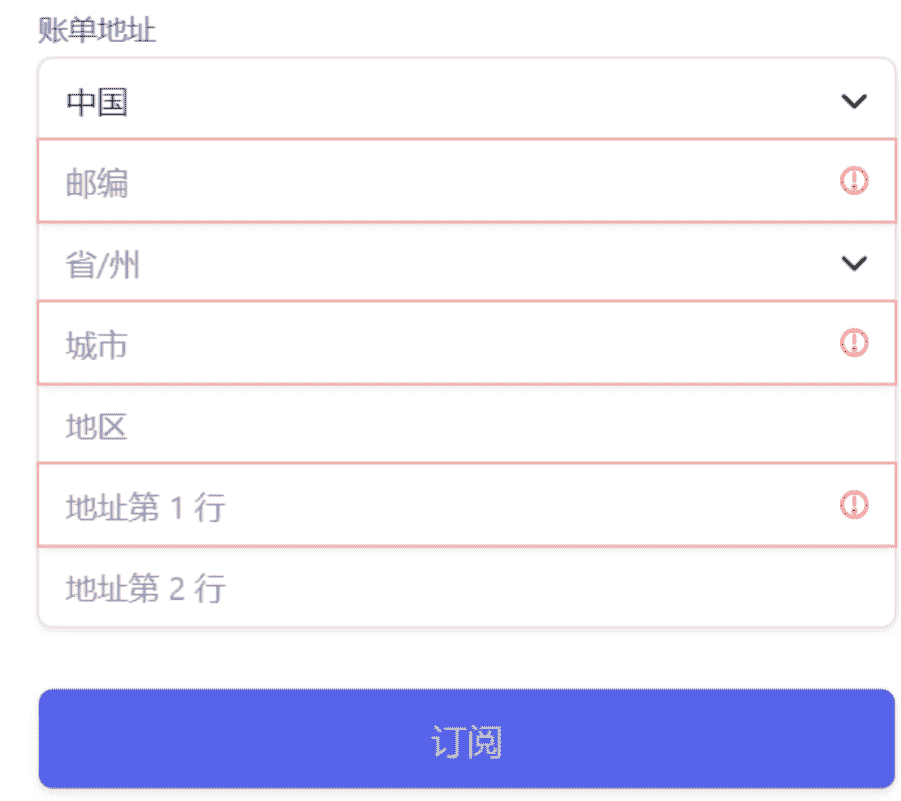 账单地址
中国
邮编
省/州
城市
地区
地址第 1 行
地址第 2 行
订阅